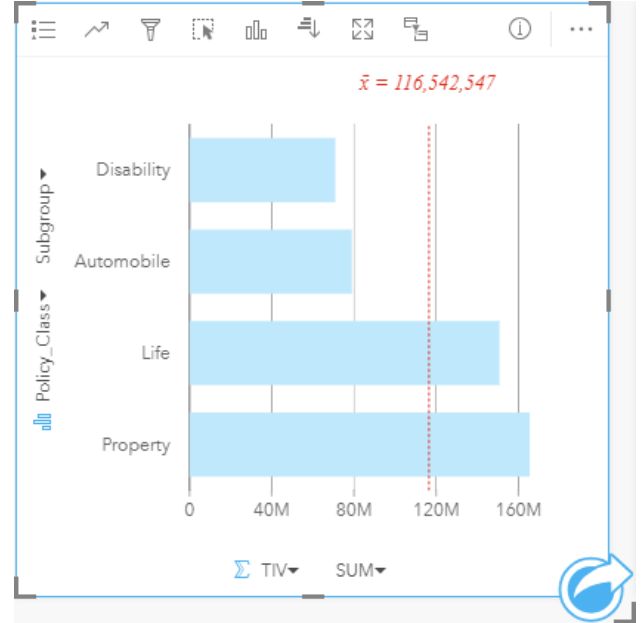 x̄ = 116,542,547
Subgroup
Policy_Class
Disability
Automobile
Life
Property
0 40M 80M 120M 160M
Σ TIV SUM